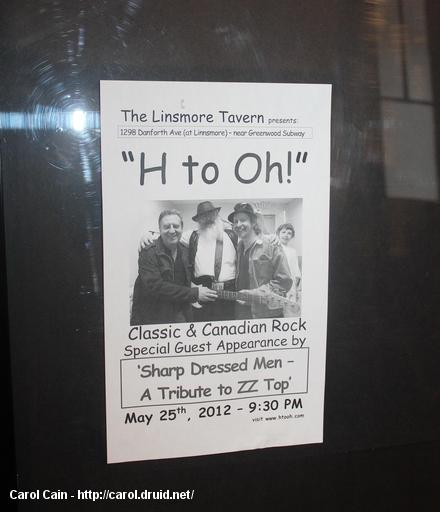 The Linsmore Tavern presents:
1298 Danforth Ave (at Linnsmore) - near Greenwood Subway
"H to Oh!"
Classic & Canadian Rock
Special Guest Appearance by
'Sharp Dressed Men -
A Tribute to ZZ Top'
May 25th, 2012 - 9:30 PM
visit www.htooh.com
Carol Cain - http://carol.druid.net/